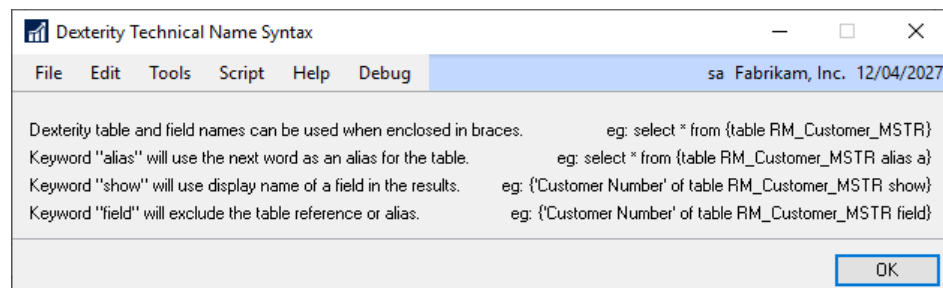 Dexterity Technical Name Syntax
File Edit Tools Script Help Debug sa Fabrikam, Inc. 12/04/2027
Dexterity table and field names can be used when enclosed in braces. eg: select * from {table RM_Customer_MSTR}
Keyword "alias" will use the next word as an alias for the table. eg: select * from {table RM_Customer_MSTR alias a}
Keyword "show" will use display name of a field in the results. eg: {'Customer Number' of table RM_Customer_MSTR show}
Keyword "field" will exclude the table reference or alias. eg: {'Customer Number' of table RM_Customer_MSTR field}
OK